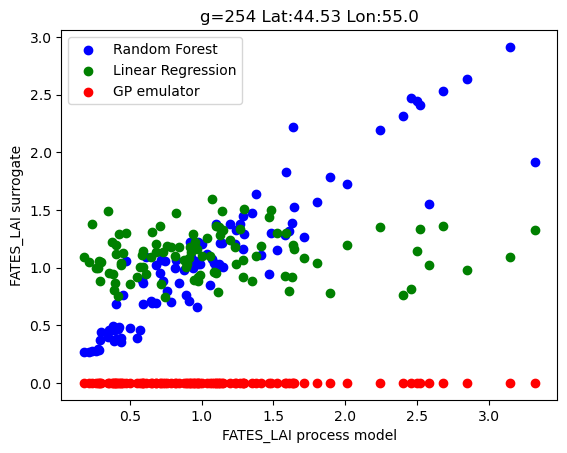 g=254 Lat:44.53 Lon:55.0
Random Forest
Linear Regression
GP emulator
FATES_LAI surrogate
3.0
2.5
2.0
1.5
1.0
0.5
0.0
0.5 1.0 1.5 2.0 2.5 3.0
FATES_LAI process model